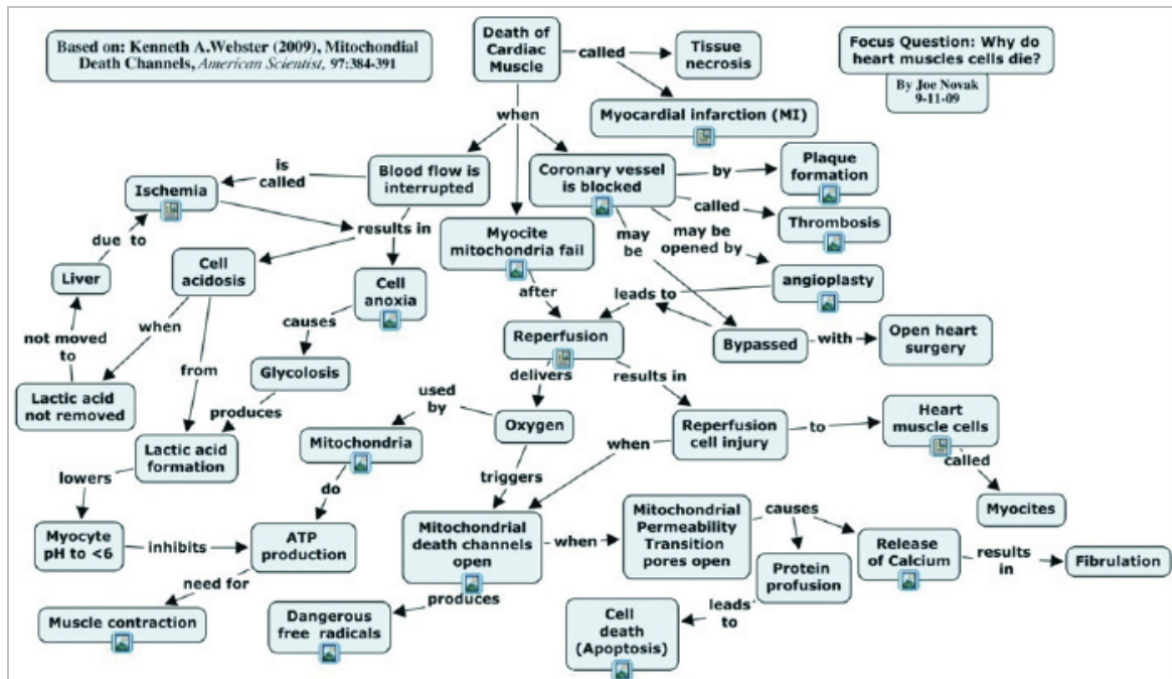 Based on: Kenneth A.Webster (2009), Mitochondial
Death Channels, American Scientist, 97:384-391
Death of
Cardiac
Muscle
called
Tissue
necrosis
Focus Question: Why do
heart muscles cells die?
By Joe Novak
9-11-09
when
Myocardial infarction (MI)
is
called
Ischemia
Blood flow is
interrupted
Coronary vessel
is blocked
by
Plaque
formation
called
Thrombosis
results in
Myocite
mitochondria fail
may
be
may be
opened by
due to
Liver
Cell
acidosis
Cell
anoxia
after
leads to
angioplasty
not moved
to
when
causes
Reperfusion
Bypassed
with
Open heart
surgery
from
Glycolosis
delivers
results in
Lactic acid
not removed
produces
used
by
Oxygen
Reperfusion
cell injury
to
Heart
muscle cells
Lactic acid
formation
Mitochondria
when
called
lowers
do
triggers
Myocites
Myocyte
pH to <6
inhibits
ATP
production
Mitochondrial
death channels
open
when
Mitochondrial
Permeability
Transition
pores open
causes
Release
of Calcium
results
in
Fibrulation
Protein
profusion
need for
produces
leads
to
Muscle contraction
Dangerous
free radicals
Cell
death
(Apoptosis)